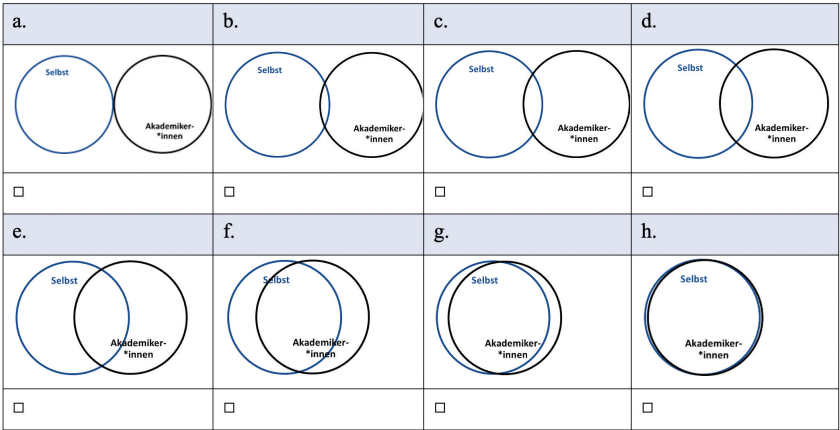 a.
b.
c.
d.
Selbst
Akademiker-
*innen
Selbst
Akademiker-
*innen
Selbst
Akademiker-
*innen
Selbst
Akademiker-
*innen
e.
f.
g.
h.
Selbst
Akademiker-
*innen
Selbst
Akademiker-
*innen
Selbst
Akademiker-
*innen
Selbst
Akademiker-
*innen